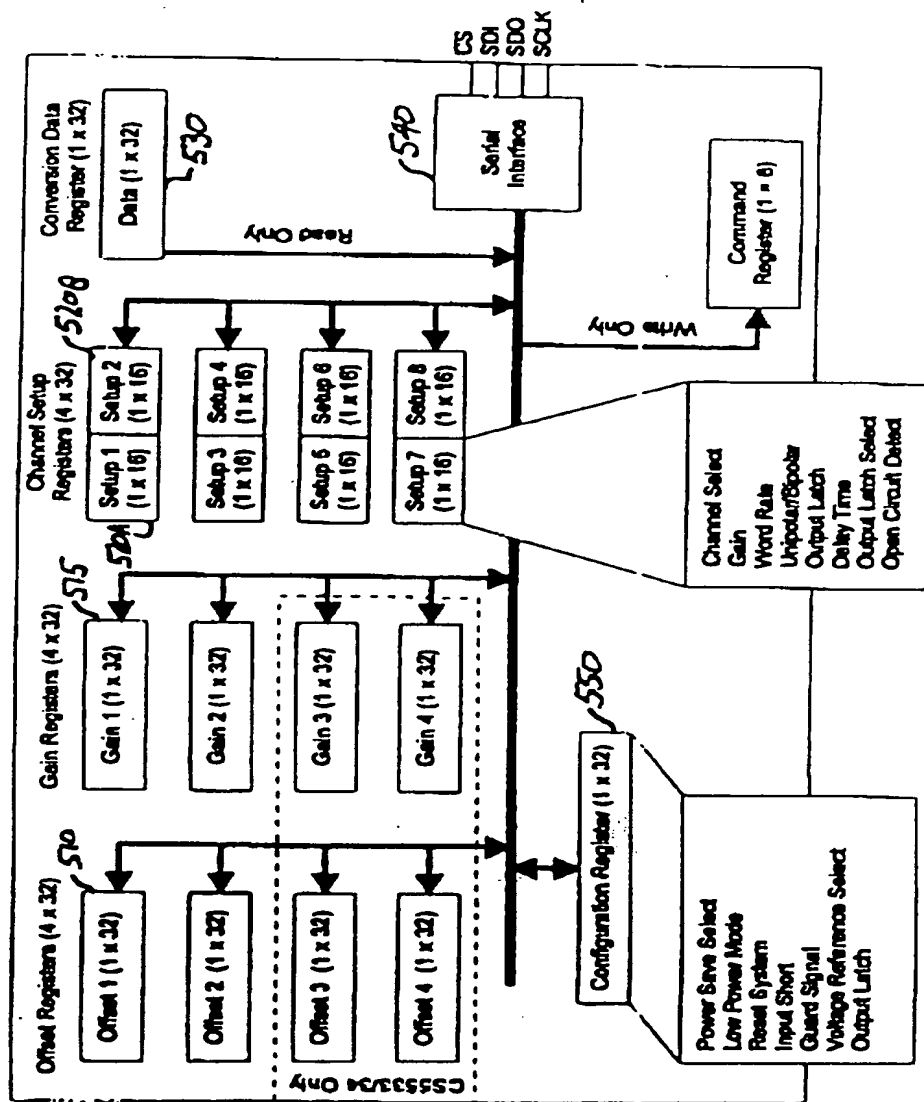 Offset Registers (4 x 32)
510
Offset 1 (1 x 32)
Offset 2 (1 x 32)
Offset 3 (1 x 32)
Offset 4 (1 x 32)
CS5533/34 Only
Gain Registers (4 x 32)
515
Gain 1 (1 x 32)
Gain 2 (1 x 32)
Gain 3 (1 x 32)
Gain 4 (1 x 32)
Channel Setup
Registers (4 x 32)
520A
520B
Setup 1
(1 x 16)
Setup 2
(1 x 16)
Setup 3
(1 x 16)
Setup 4
(1 x 16)
Setup 5
(1 x 16)
Setup 6
(1 x 16)
Setup 7
(1 x 16)
Setup 8
(1 x 16)
Conversion Data
Register (1 x 32)
Data (1 x 32)
530
Read Only
540
Serial
Interface
CS
SDI
SDO
SCLK
Write Only
Command
Register (1 x 8)
550
Configuration Register (1 x 32)
Power Save Select
Low Power Mode
Reset System
Input Short
Guard Signal
Voltage Reference Select
Output Latch
Channel Select
Gain
Word Rate
Unipolar/Bipolar
Output Latch
Delay Time
Output Latch Select
Open Circuit Detect